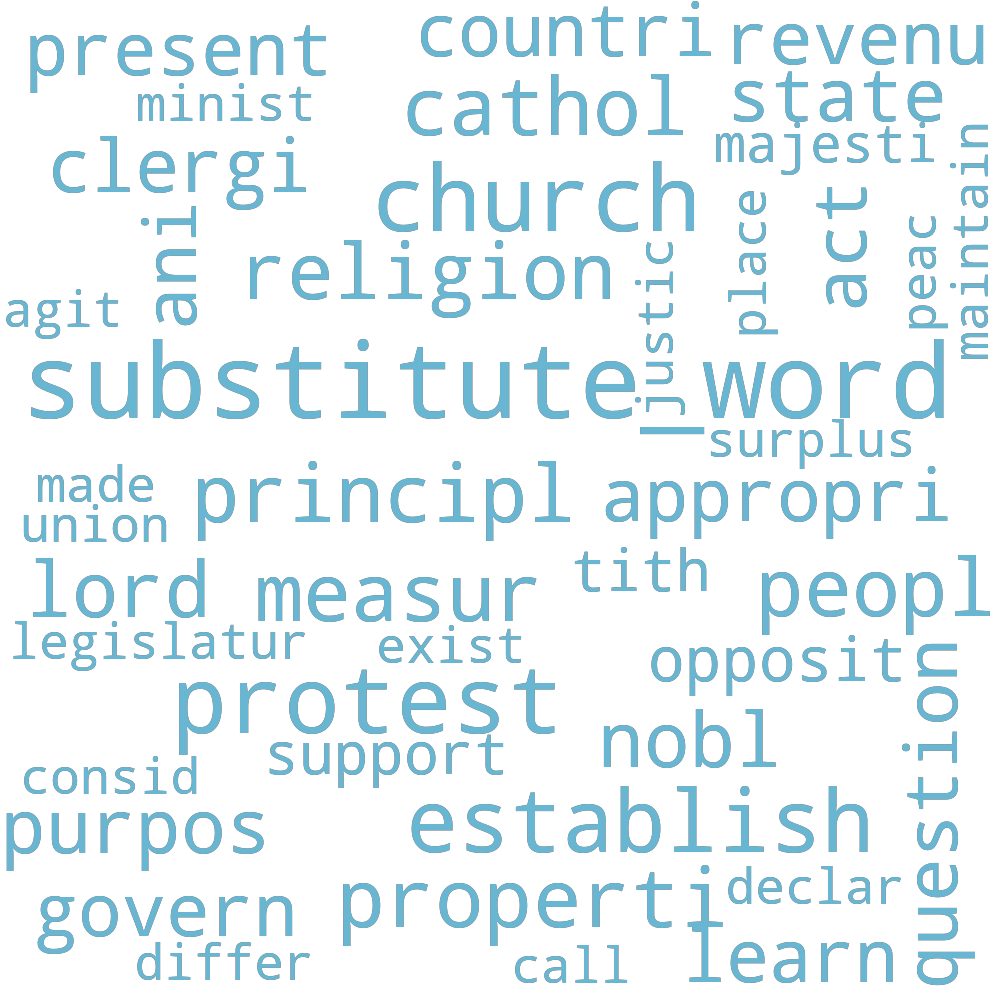 present
countri
revenu
minist
cathol
state
clergi
majesti
church
maintain
ani
religion
justic
place
act
peac
agit
substitute_word
surplus
made
principl
appropri
union
lord
measur
tith
peopl
legislatur
exist
opposit
question
protest
support
nobl
consid
purpos
establish
govern
properti
declar
differ
call
learn